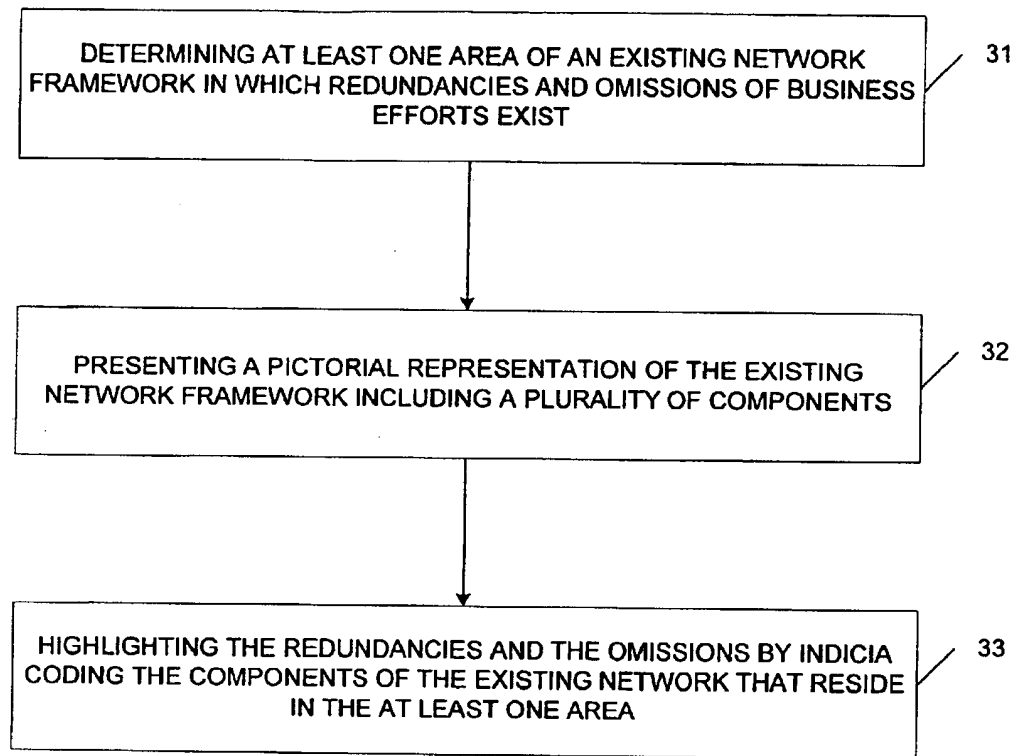 DETERMINING AT LEAST ONE AREA OF AN EXISTING NETWORK
FRAMEWORK IN WHICH REDUNDANCIES AND OMISSIONS OF BUSINESS
EFFORTS EXIST
31
PRESENTING A PICTORIAL REPRESENTATION OF THE EXISTING
NETWORK FRAMEWORK INCLUDING A PLURALITY OF COMPONENTS
32
HIGHLIGHTING THE REDUNDANCIES AND THE OMISSIONS BY INDICIA
CODING THE COMPONENTS OF THE EXISTING NETWORK THAT RESIDE
IN THE AT LEAST ONE AREA
33